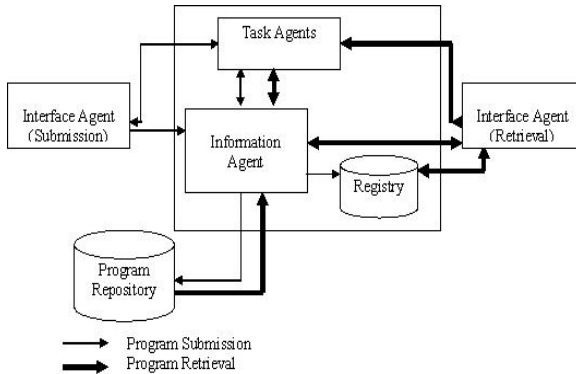 Task Agents
Interface Agent
(Submission)
Information
Agent
Interface Agent
(Retrieval)
Registry
Program
Repository
Program Submission
Program Retrieval